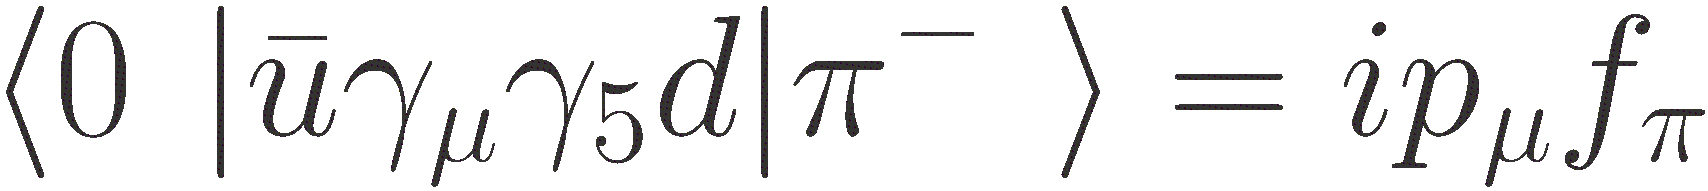 ⟨0 |ūγ_μγ_5d|π⁻ ⟩ = ip_μf_π